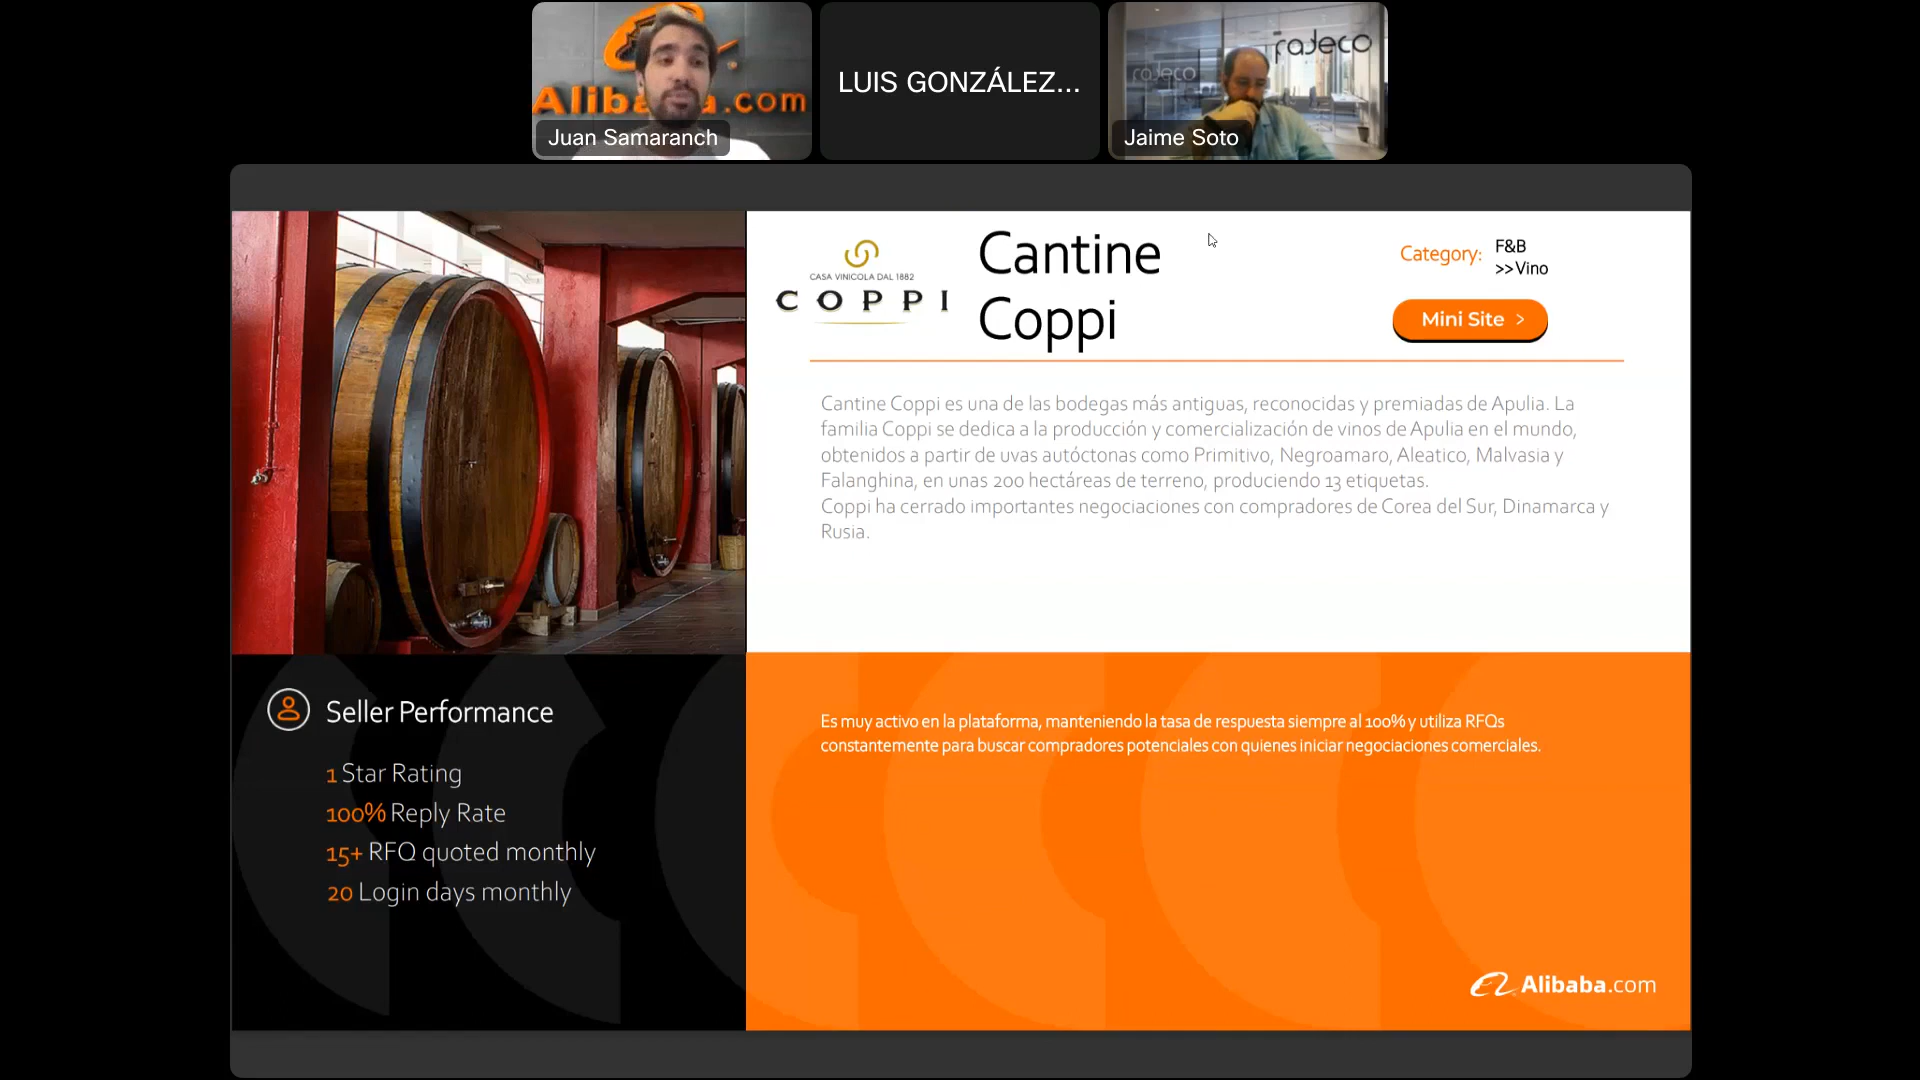 Alibaba.com
Juan Samaranch
LUIS GONZÁLEZ...
rajeco
rajeco
Jaime Soto
CASA VINICOLA DAL 1882
COPPI
Cantine
Coppi
Category:
F&B
>>Vino
Mini Site >
Cantine Coppi es una de las bodegas más antiguas, reconocidas y premiadas de Apulia. La
familia Coppi se dedica a la producción y comercialización de vinos de Apulia en el mundo,
obtenidos a partir de uvas autóctonas como Primitivo, Negroamaro, Aleatico, Malvasia y
Falanghina, en unas 200 hectáreas de terreno, produciendo 13 etiquetas.
Coppi ha cerrado importantes negociaciones con compradores de Corea del Sur, Dinamarca y
Rusia.
Seller Performance
1 Star Rating
100% Reply Rate
15+ RFQ quoted monthly
20 Login days monthly
Es muy activo en la plataforma, manteniendo la tasa de respuesta siempre al 100% y utiliza RFQs
constantemente para buscar compradores potenciales con quienes iniciar negociaciones comerciales.
Alibaba.com